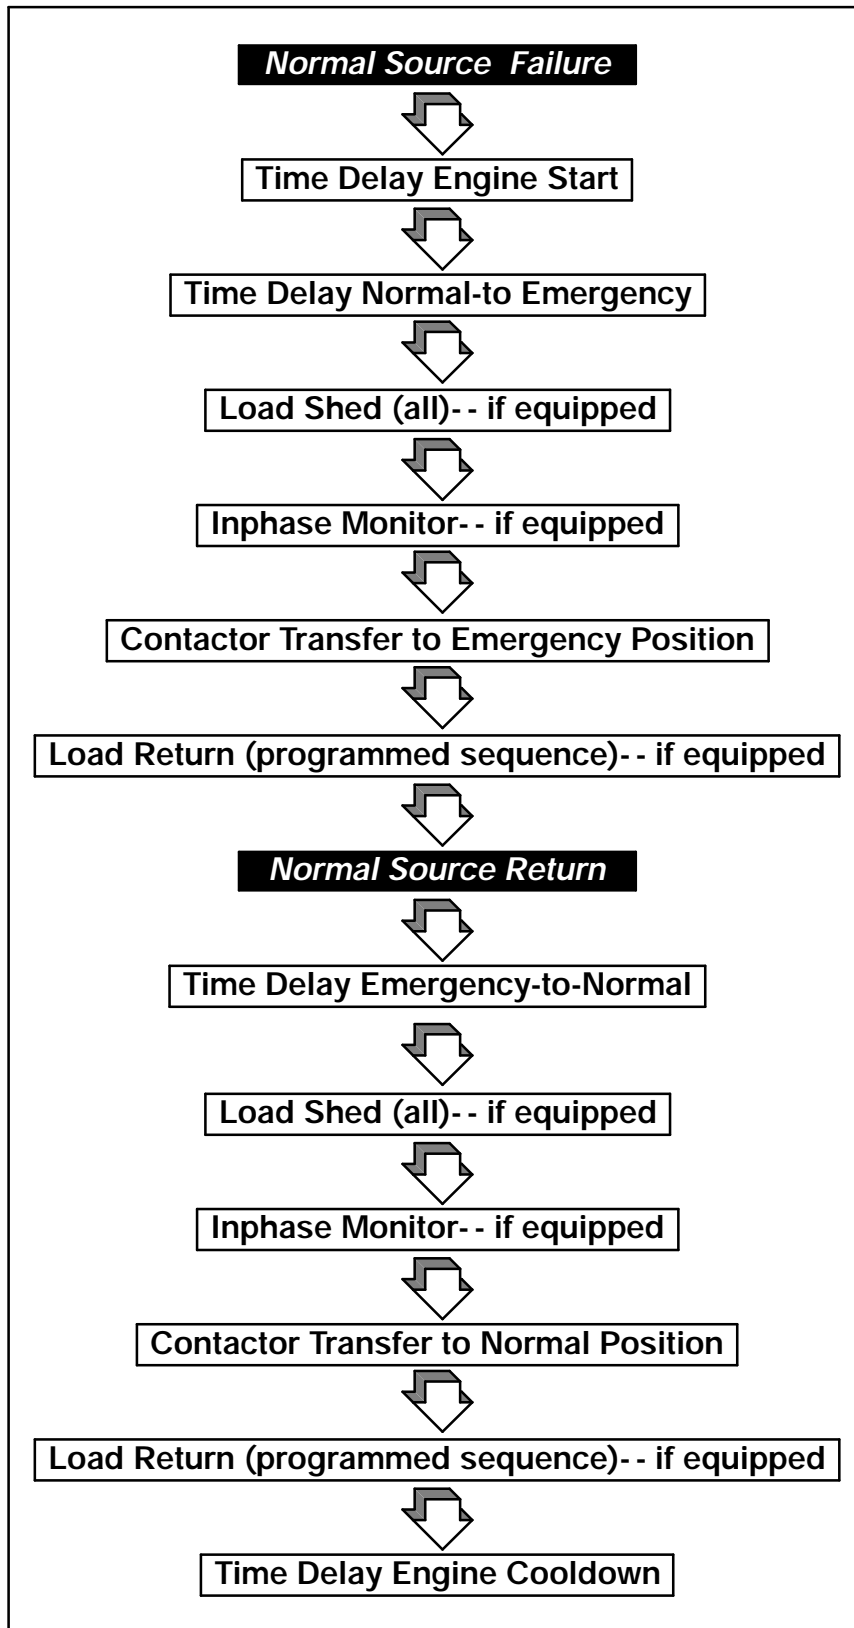 Normal Source Failure
Time Delay Engine Start
Time Delay Normal-to Emergency
Load Shed (all)- - if equipped
Inphase Monitor- - if equipped
Contactor Transfer to Emergency Position
Load Return (programmed sequence)- - if equipped
Normal Source Return
Time Delay Emergency-to-Normal
Load Shed (all)- - if equipped
Inphase Monitor- - if equipped
Contactor Transfer to Normal Position
Load Return (programmed sequence)- - if equipped
Time Delay Engine Cooldown